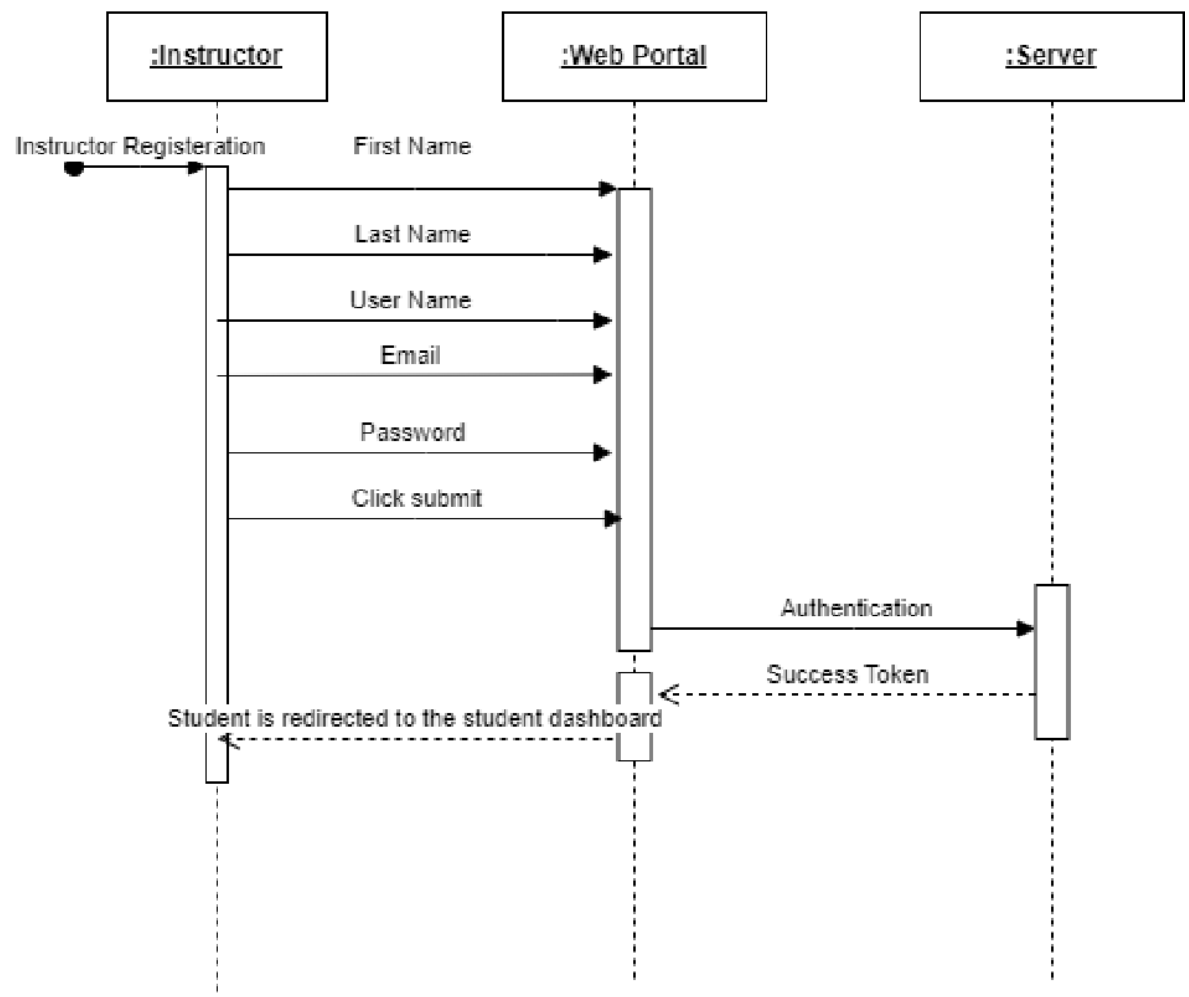 :Instructor
:Web Portal
:Server
Instructor Registeration
First Name
Last Name
User Name
Email
Password
Click submit
Authentication
Success Token
Student is redirected to the student dashboard